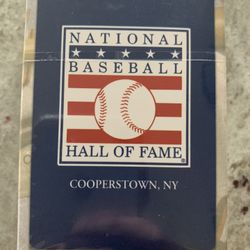 NATIONAL
BASEBALL
HALL OF FAME®
COOPERSTOWN, NY